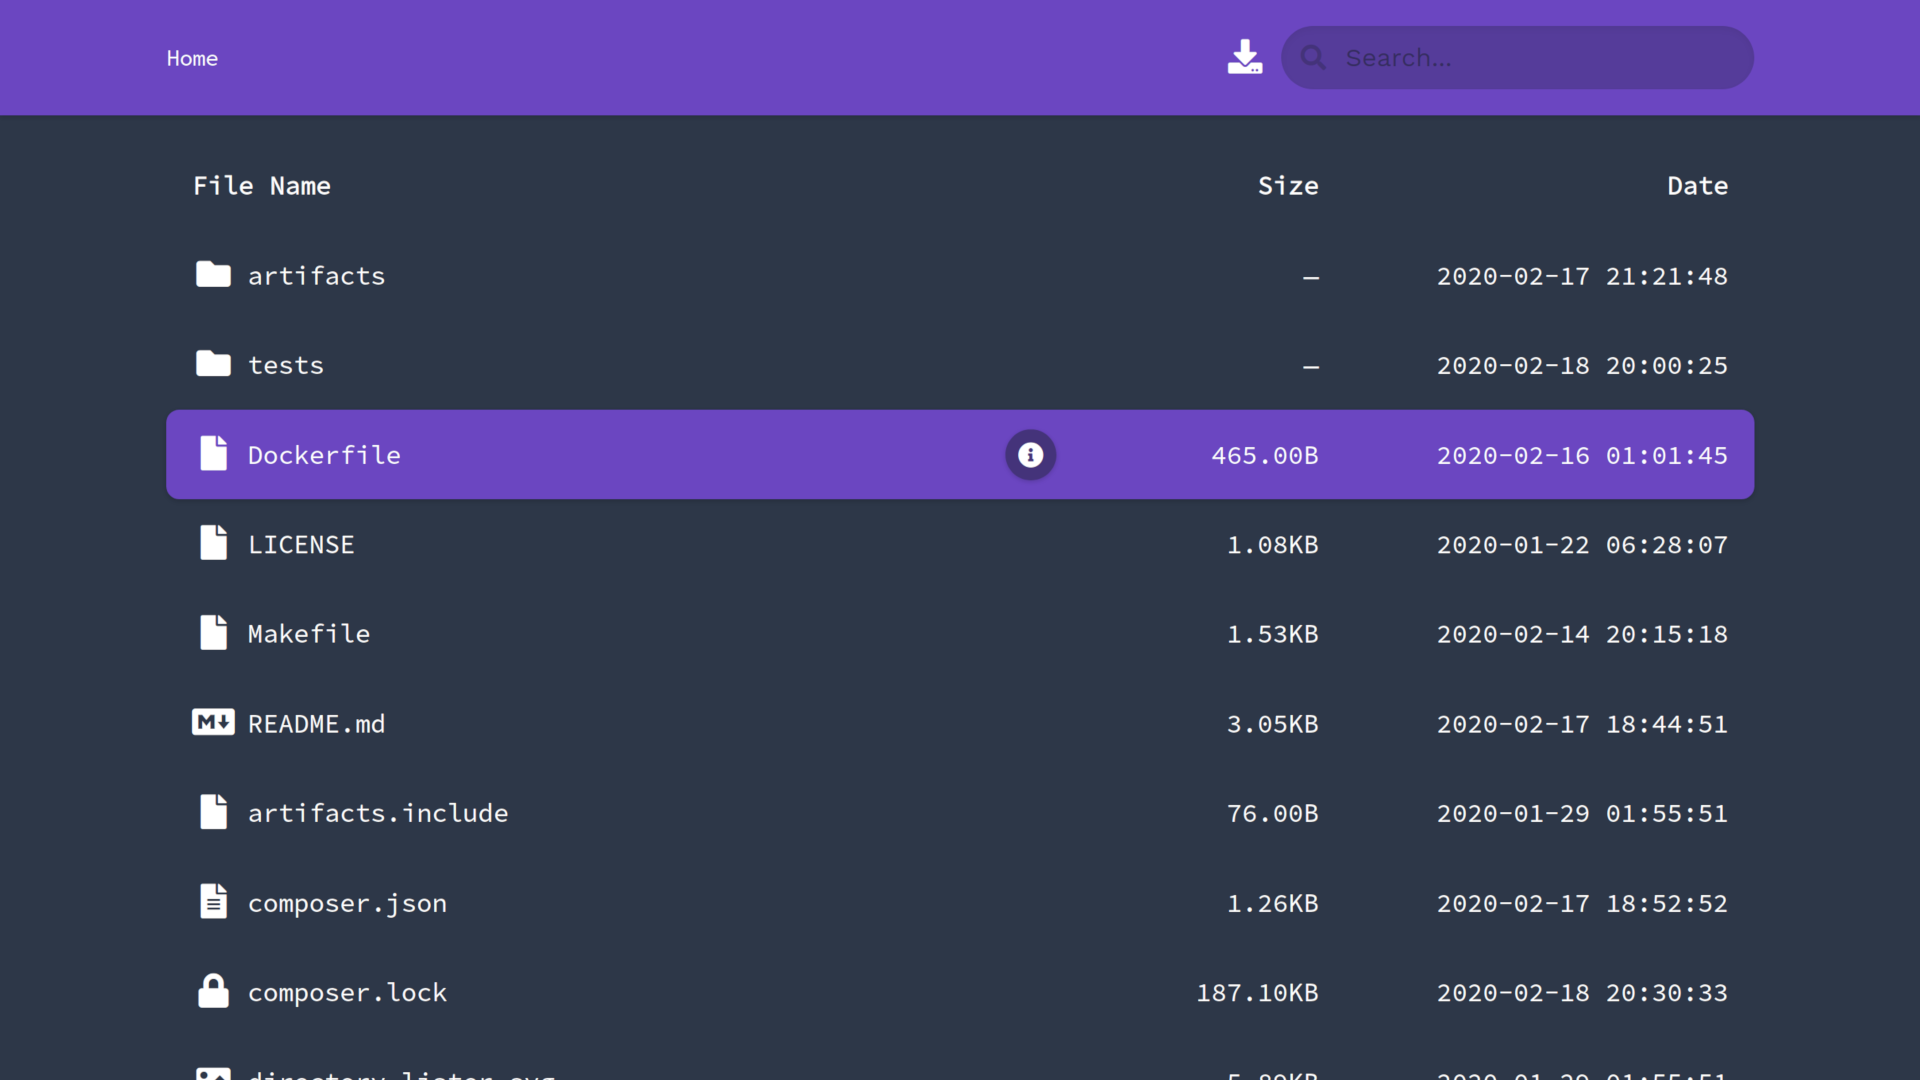 Home Search...
File Name Size Date
artifacts — 2020-02-17 21:21:48
tests — 2020-02-18 20:00:25
Dockerfile 465.00B 2020-02-16 01:01:45
LICENSE 1.08KB 2020-01-22 06:28:07
Makefile 1.53KB 2020-02-14 20:15:18
README.md 3.05KB 2020-02-17 18:44:51
artifacts.include 76.00B 2020-01-29 01:55:51
composer.json 1.26KB 2020-02-17 18:52:52
composer.lock 187.10KB 2020-02-18 20:30:33